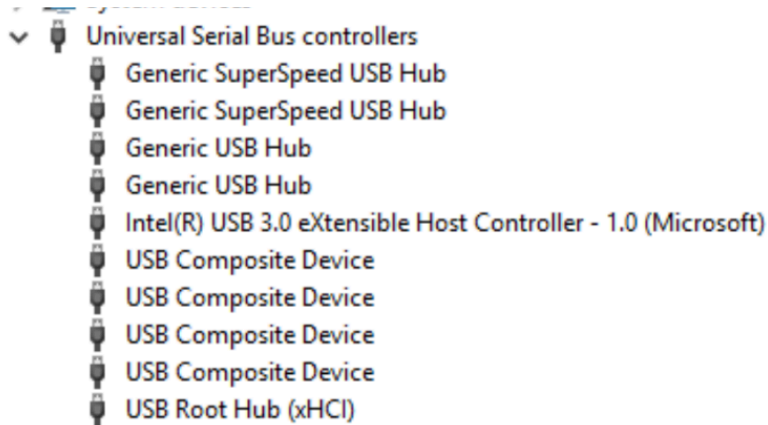 Universal Serial Bus controllers
Generic SuperSpeed USB Hub
Generic SuperSpeed USB Hub
Generic USB Hub
Generic USB Hub
Intel(R) USB 3.0 eXtensible Host Controller - 1.0 (Microsoft)
USB Composite Device
USB Composite Device
USB Composite Device
USB Composite Device
USB Root Hub (xHCI)